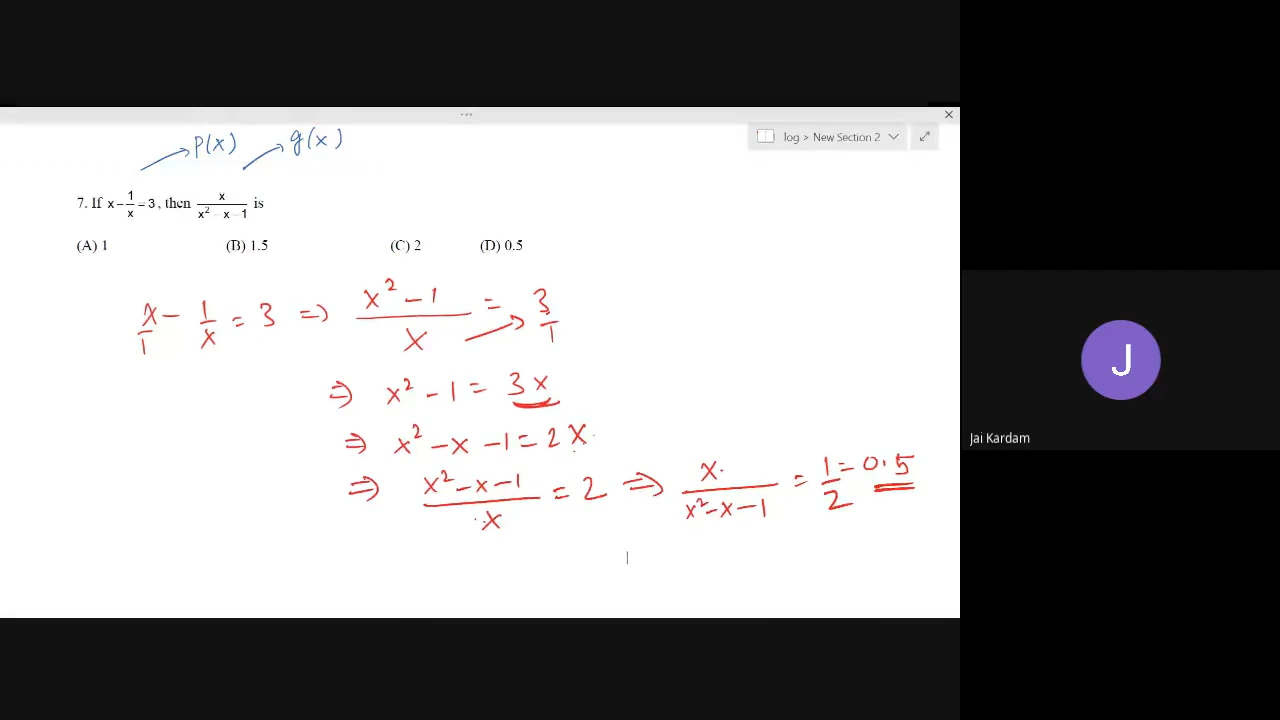 p(x) g(x)
log > New Section 2
7. If x - 1/x = 3, then x/(x² - x - 1) is
(A) 1 (B) 1.5 (C) 2 (D) 0.5
x/1 - 1/x = 3 ⇒ (x² - 1)/x = 3/1
⇒ x² - 1 = 3x
⇒ x² - x - 1 = 2x
⇒ (x² - x - 1)/x = 2 ⇒ x/(x² - x - 1) = 1/2 = 0.5
J
Jai Kardam